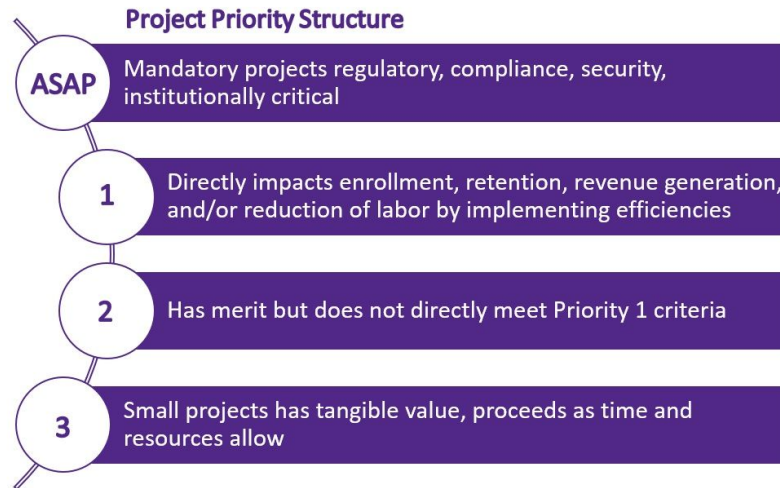 Project Priority Structure
ASAP
Mandatory projects regulatory, compliance, security,
institutionally critical
1
Directly impacts enrollment, retention, revenue generation,
and/or reduction of labor by implementing efficiencies
2
Has merit but does not directly meet Priority 1 criteria
3
Small projects has tangible value, proceeds as time and
resources allow